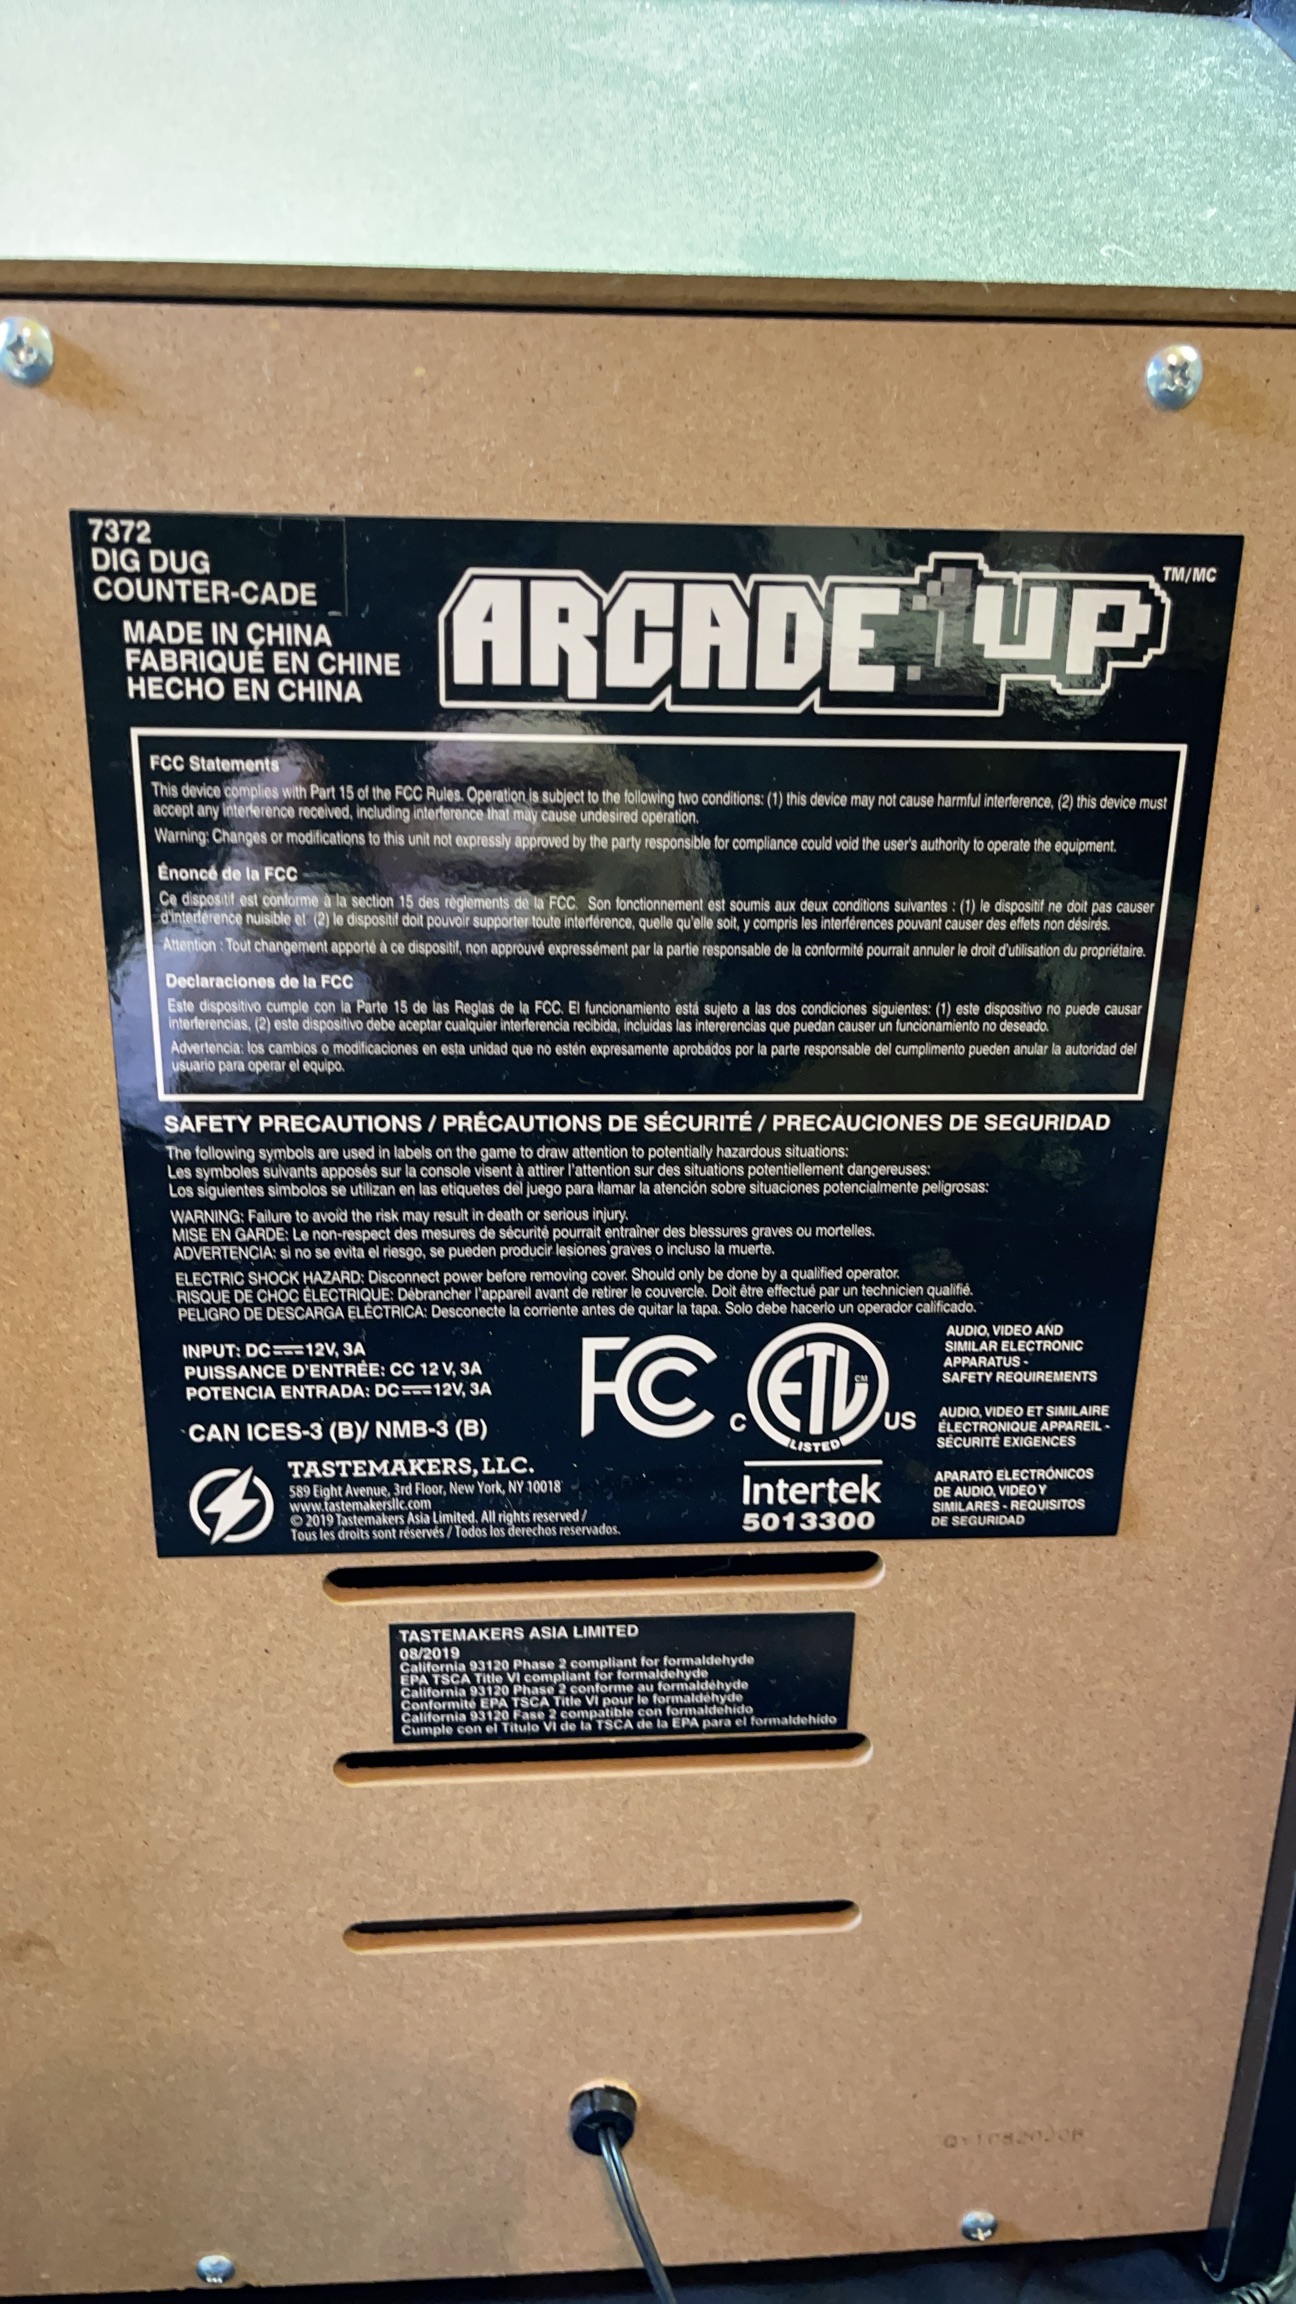 7372
DIG DUG
COUNTER-CADE
MADE IN CHINA
FABRIQUÉ EN CHINE
HECHO EN CHINA
ARCADE1UP TM/MC
FCC Statements
This device complies with Part 15 of the FCC Rules. Operation is subject to the following two conditions: (1) this device may not cause harmful interference, (2) this device must
accept any interference received, including interference that may cause undesired operation.
Warning: Changes or modifications to this unit not expressly approved by the party responsible for compliance could void the user's authority to operate the equipment.
Énoncé de la FCC
Ce dispositif est conforme à la section 15 des règlements de la FCC. Son fonctionnement est soumis aux deux conditions suivantes : (1) le dispositif ne doit pas causer
d'interférence nuisible et (2) le dispositif doit pouvoir supporter toute interférence, quelle qu'elle soit, y compris les interférences pouvant causer des effets non désirés.
Attention : Tout changement apporté à ce dispositif, non approuvé expressément par la partie responsable de la conformité pourrait annuler le droit d'utilisation du propriétaire.
Declaraciones de la FCC
Este dispositivo cumple con la Parte 15 de las Reglas de la FCC. El funcionamiento está sujeto a las dos condiciones siguientes: (1) este dispositivo no puede causar
interferencias, (2) este dispositivo debe aceptar cualquier interferencia recibida, incluidas las intererencias que puedan causer un funcionamiento no deseado.
Advertencia: los cambios o modificaciones en esta unidad que no estén expresamente aprobados por la parte responsable del cumplimento pueden anular la autoridad del
usuario para operar el equipo.
SAFETY PRECAUTIONS / PRÉCAUTIONS DE SÉCURITÉ / PRECAUCIONES DE SEGURIDAD
The following symbols are used in labels on the game to draw attention to potentially hazardous situations:
Les symboles suivants apposés sur la console visent à attirer l'attention sur des situations potentiellement dangereuses:
Los siguientes símbolos se utilizan en las etiquetes del juego para llamar la atención sobre situaciones potencialmente peligrosas:
WARNING: Failure to avoid the risk may result in death or serious injury.
MISE EN GARDE: Le non-respect des mesures de sécurité pourrait entraîner des blessures graves ou mortelles.
ADVERTENCIA: si no se evita el riesgo, se pueden producir lesiones graves o incluso la muerte.
ELECTRIC SHOCK HAZARD: Disconnect power before removing cover. Should only be done by a qualified operator.
RISQUE DE CHOC ÉLECTRIQUE: Débrancher l'appareil avant de retirer le couvercle. Doit être effectué par un technicien qualifié.
PELIGRO DE DESCARGA ELÉCTRICA: Desconecte la corriente antes de quitar la tapa. Solo debe hacerlo un operador calificado.
INPUT: DC⎓12V, 3A
PUISSANCE D'ENTRÉE: CC 12 V, 3A
POTENCIA ENTRADA: DC⎓12V, 3A
CAN ICES-3 (B)/ NMB-3 (B)
TASTEMAKERS, LLC.
589 Eight Avenue, 3rd Floor, New York, NY 10018
www.tastemakersllc.com
© 2019 Tastemakers Asia Limited. All rights reserved /
Tous les droits sont réservés / Todos los derechos reservados.
FC
C ETL CM US
LISTED
Intertek
5013300
AUDIO, VIDEO AND
SIMILAR ELECTRONIC
APPARATUS -
SAFETY REQUIREMENTS
AUDIO, VIDEO ET SIMILAIRE
ÉLECTRONIQUE APPAREIL -
SÉCURITÉ EXIGENCES
APARATO ELECTRÓNICOS
DE AUDIO, VIDEO Y
SIMILARES - REQUISITOS
DE SEGURIDAD
TASTEMAKERS ASIA LIMITED
08/2019
California 93120 Phase 2 compliant for formaldehyde
EPA TSCA Title VI compliant for formaldehyde
California 93120 Phase 2 conforme au formaldéhyde
Conformité EPA TSCA Title VI pour le formaldéhyde
California 93120 Fase 2 compatible con formaldehído
Cumple con el Título VI de la TSCA de la EPA para el formaldehído